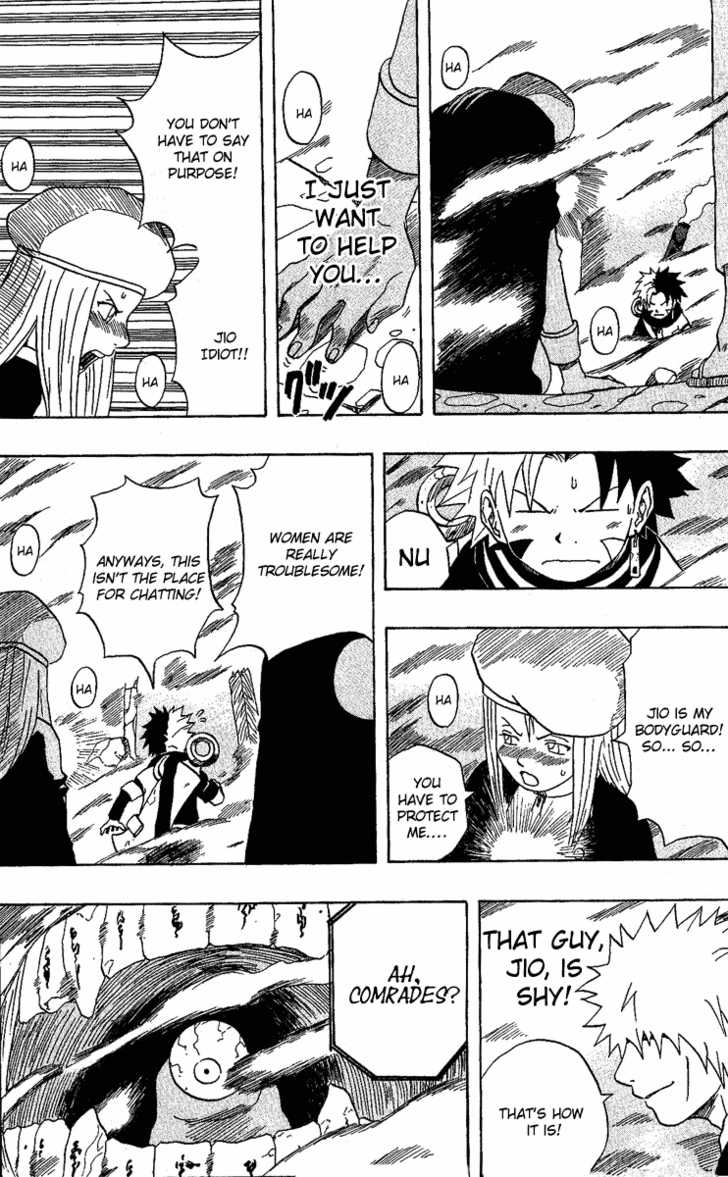 HA
HA
HA
I JUST
WANT
TO HELP
YOU...
HA
グッ
YOU DON'T
HAVE TO SAY
THAT ON
PURPOSE!
HA
JIO
IDIOT!!
HA
NU
JIO IS MY
BODYGUARD!
SO... SO...
HA
YOU
HAVE TO
PROTECT
ME....
WOMEN ARE
REALLY
TROUBLESOME!
ANYWAYS, THIS
ISN'T THE PLACE
FOR CHATTING!
HA
HA
THAT GUY,
JIO, IS
SHY!
THAT'S HOW
IT IS!
AH,
COMRADES?